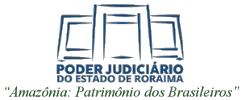 PODER JUDICIÁRIO
DO ESTADO DE RORAIMA
“Amazônia: Patrimônio dos Brasileiros”